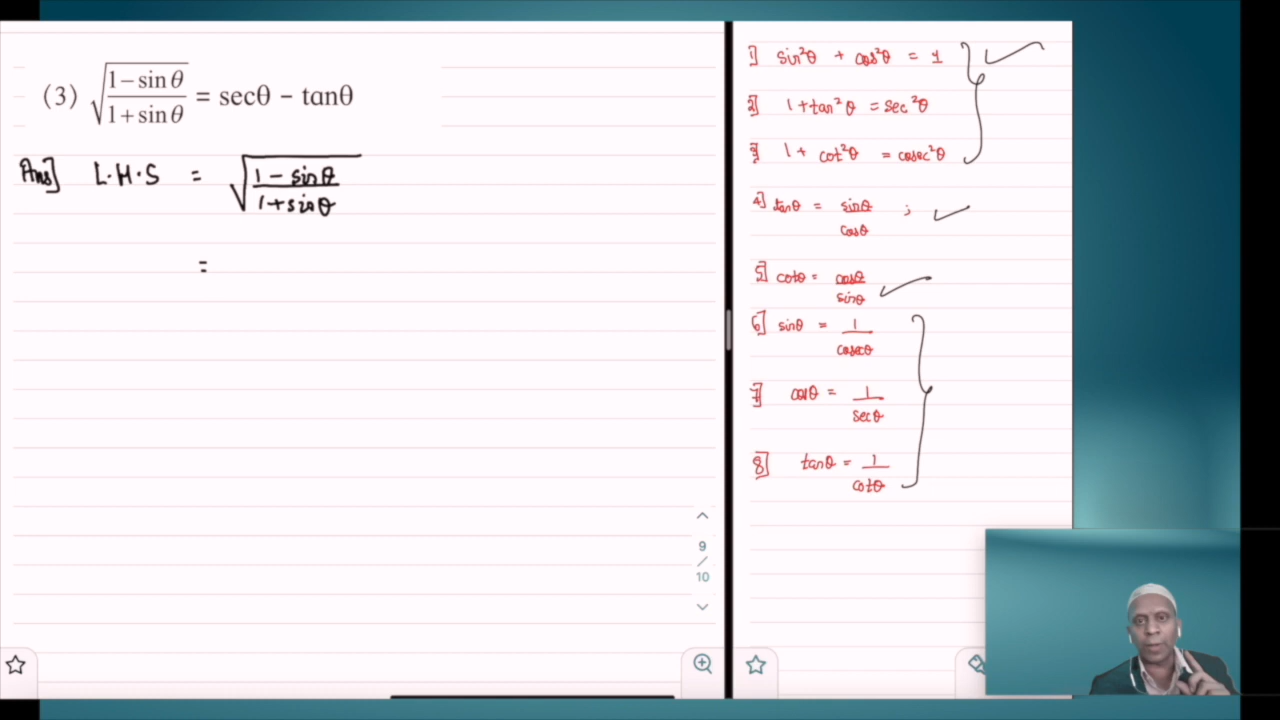 (3) √((1 − sin θ)/(1 + sin θ)) = secθ − tanθ
Ans] L.H.S = √((1 − sinθ)/(1 + sinθ))
=
9
/
10
1] sin²θ + cos²θ = 1
2] 1 + tan²θ = sec²θ
3] 1 + cot²θ = cosec²θ
4] tanθ = sinθ/cosθ ;
5] cotθ = cosθ/sinθ
6] sinθ = 1/cosecθ
7] cosθ = 1/secθ
8] tanθ = 1/cotθ